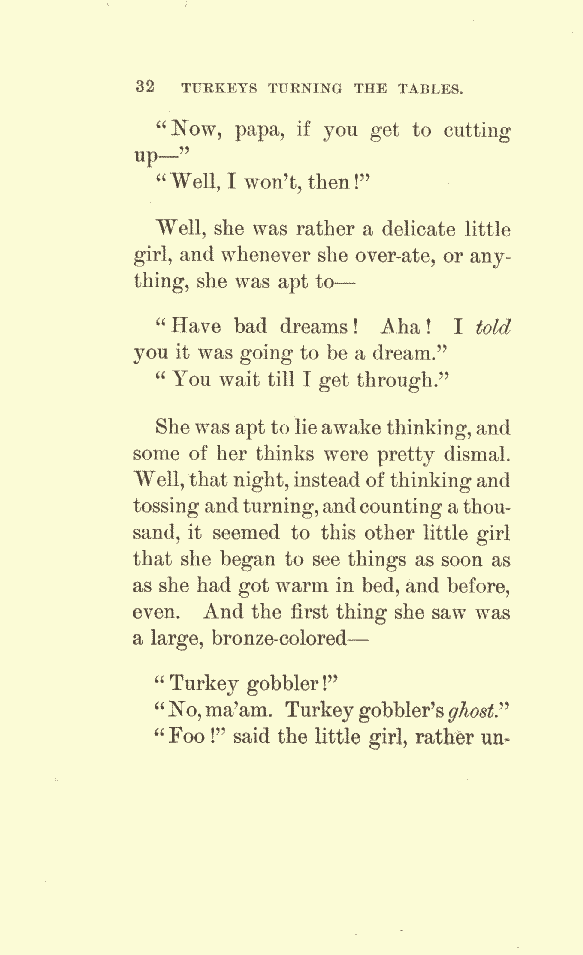 32 TURKEYS TURNING THE TABLES.
“Now, papa, if you get to cutting
up—”
“Well, I won’t, then!”
Well, she was rather a delicate little
girl, and whenever she over-ate, or any-
thing, she was apt to—
“Have bad dreams! Aha! I told
you it was going to be a dream.”
“You wait till I get through.”
She was apt to lie awake thinking, and
some of her thinks were pretty dismal.
Well, that night, instead of thinking and
tossing and turning, and counting a thou-
sand, it seemed to this other little girl
that she began to see things as soon as
as she had got warm in bed, and before,
even. And the first thing she saw was
a large, bronze-colored—
“Turkey gobbler!”
“No, ma’am. Turkey gobbler’s ghost.”
“Foo!” said the little girl, rather un-